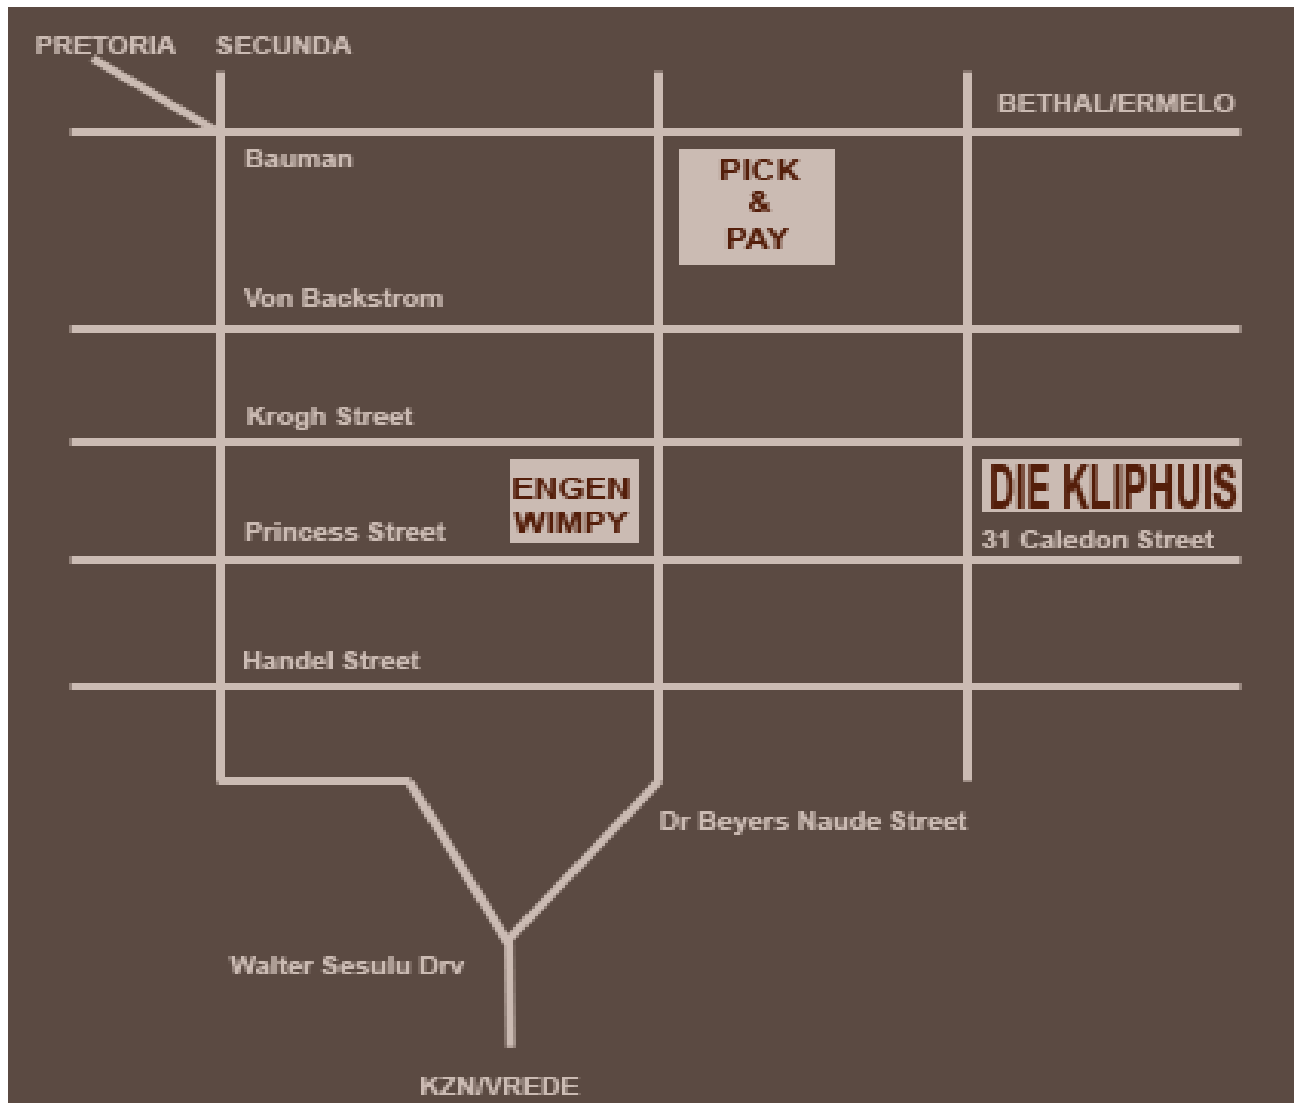 PRETORIA SECUNDA
BETHAL/ERMELO
Bauman
PICK
&
PAY
Von Backstrom
Krogh Street
ENGEN
WIMPY
DIE KLIPHUIS
Princess Street
31 Caledon Street
Handel Street
Dr Beyers Naude Street
Walter Sesulu Drv
KZN/VREDE